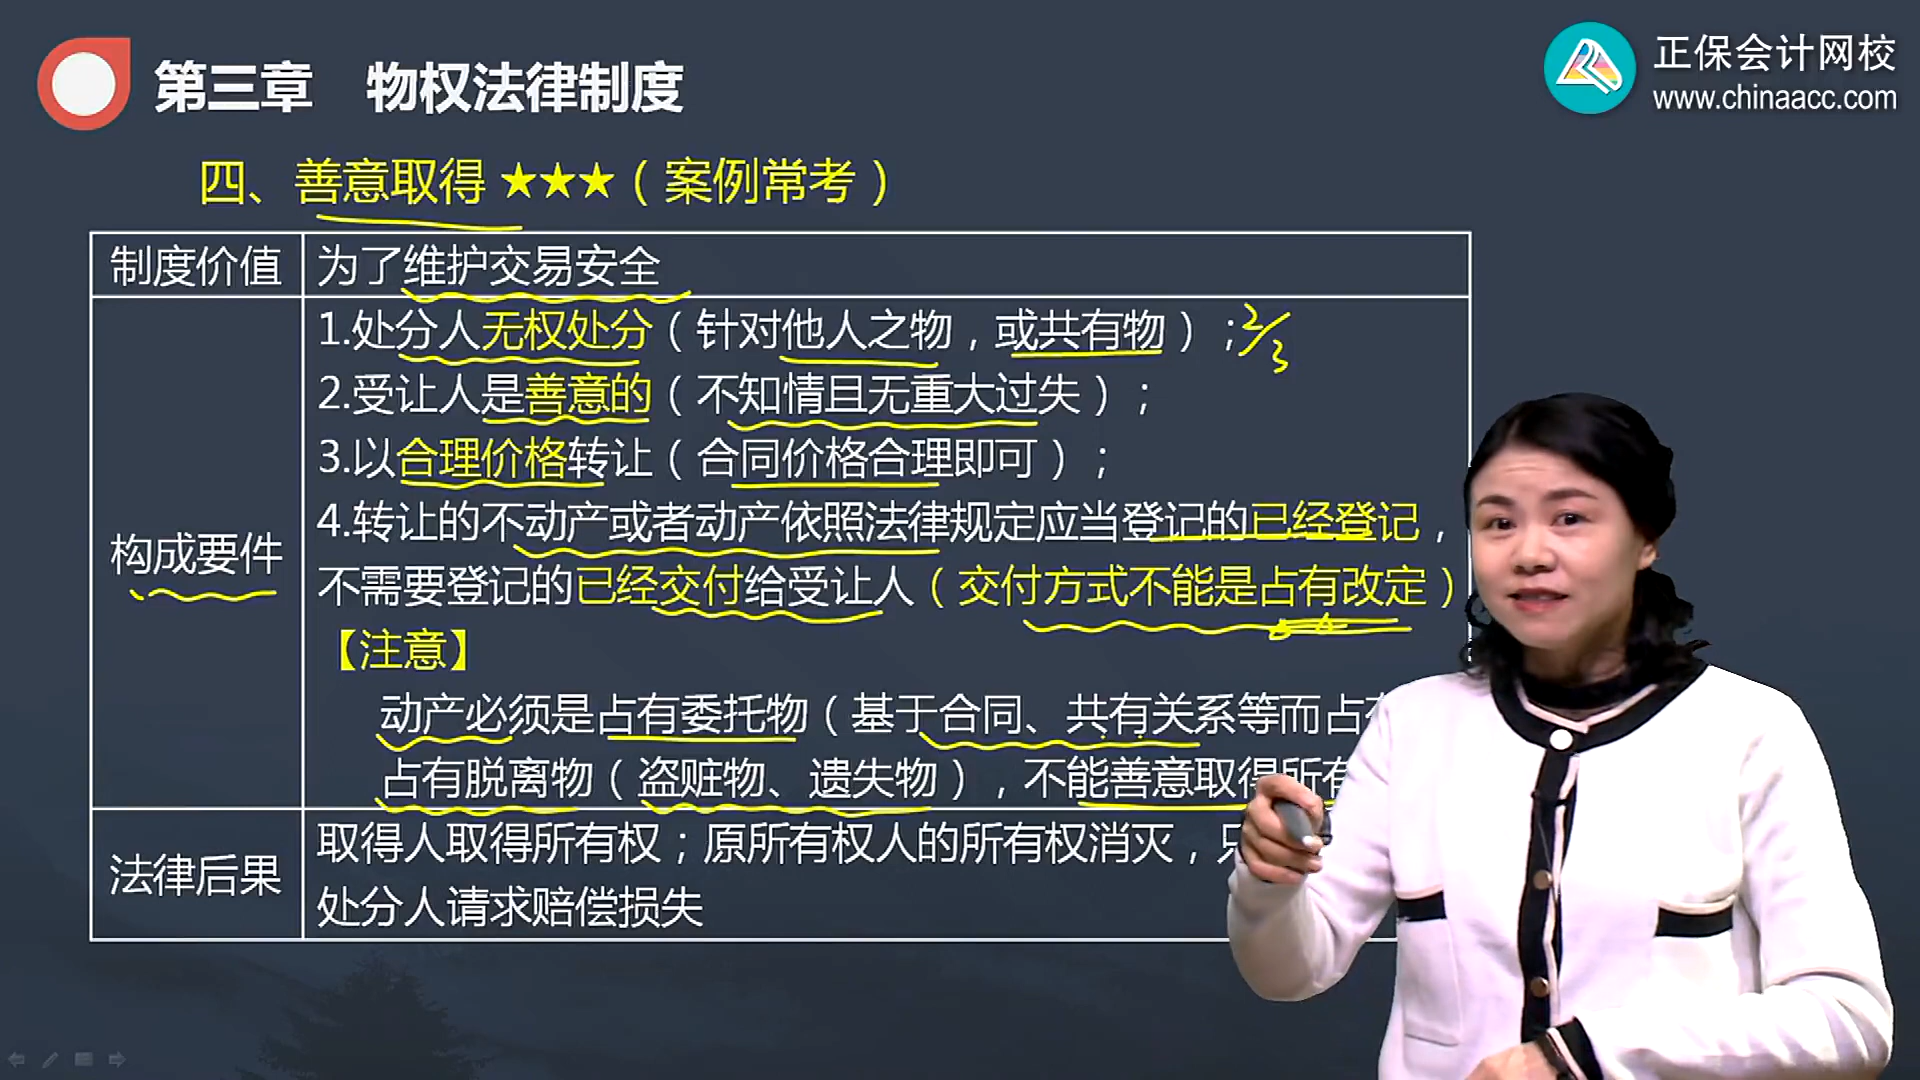 第三章 物权法律制度
正保会计网校
www.chinaacc.com
四、善意取得 ★★★（案例常考）
制度价值
为了维护交易安全
构成要件
1.处分人无权处分（针对他人之物，或共有物）；2/3
2.受让人是善意的（不知情且无重大过失）；
3.以合理价格转让（合同价格合理即可）；
4.转让的不动产或者动产依照法律规定应当登记的已经登记，
不需要登记的已经交付给受让人（交付方式不能是占有改定）
【注意】
动产必须是占有委托物（基于合同、共有关系等而占
占有脱离物（盗赃物、遗失物），不能善意取得所有
法律后果
取得人取得所有权；原所有权人的所有权消灭，只
处分人请求赔偿损失